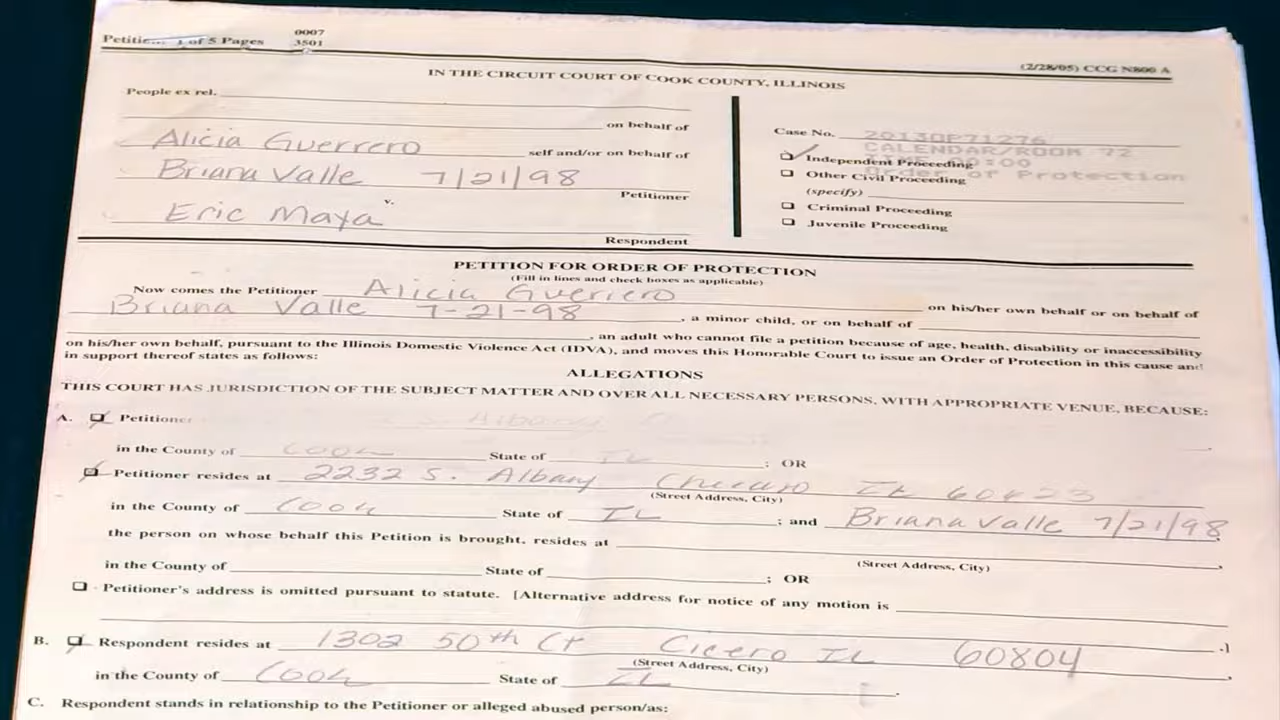 Petition 1 of 5 Pages
0007
3501
(2/28/05) CCG N800 A
IN THE CIRCUIT COURT OF COOK COUNTY, ILLINOIS
People ex rel.
on behalf of
Alicia Guerrero self and/or on behalf of
Briana Valle 7/21/98
Petitioner
v.
Eric Maya
Respondent
Case No. 2013OP71276
CALENDAR/ROOM 72
Independent Proceeding
Order of Protection
Other Civil Proceeding
(specify)
Criminal Proceeding
Juvenile Proceeding
PETITION FOR ORDER OF PROTECTION
(Fill in lines and check boxes as applicable)
Now comes the Petitioner Alicia Guerrero on his/her own behalf or on behalf of
Briana Valle 7-21-98, a minor child, or on behalf of
, an adult who cannot file a petition because of age, health, disability or inaccessibility
on his/her own behalf, pursuant to the Illinois Domestic Violence Act (IDVA), and moves this Honorable Court to issue an Order of Protection in this cause and
in support thereof states as follows:
ALLEGATIONS
THIS COURT HAS JURISDICTION OF THE SUBJECT MATTER AND OVER ALL NECESSARY PERSONS, WITH APPROPRIATE VENUE, BECAUSE:
A. Petitioner Albany
in the County of Cook State of IL ; OR
Petitioner resides at 2232 S. Albany Chicago IL 60623
(Street Address, City)
in the County of Cook State of IL ; and Briana Valle 7/21/98,
the person on whose behalf this Petition is brought, resides at
(Street Address, City)
in the County of State of ; OR
Petitioner's address is omitted pursuant to statute. [Alternative address for notice of any motion is
.]
B. Respondent resides at 1302 50th Ct Cicero IL 60804,
(Street Address, City)
in the County of Cook State of IL.
C. Respondent stands in relationship to the Petitioner or alleged abused person/as: